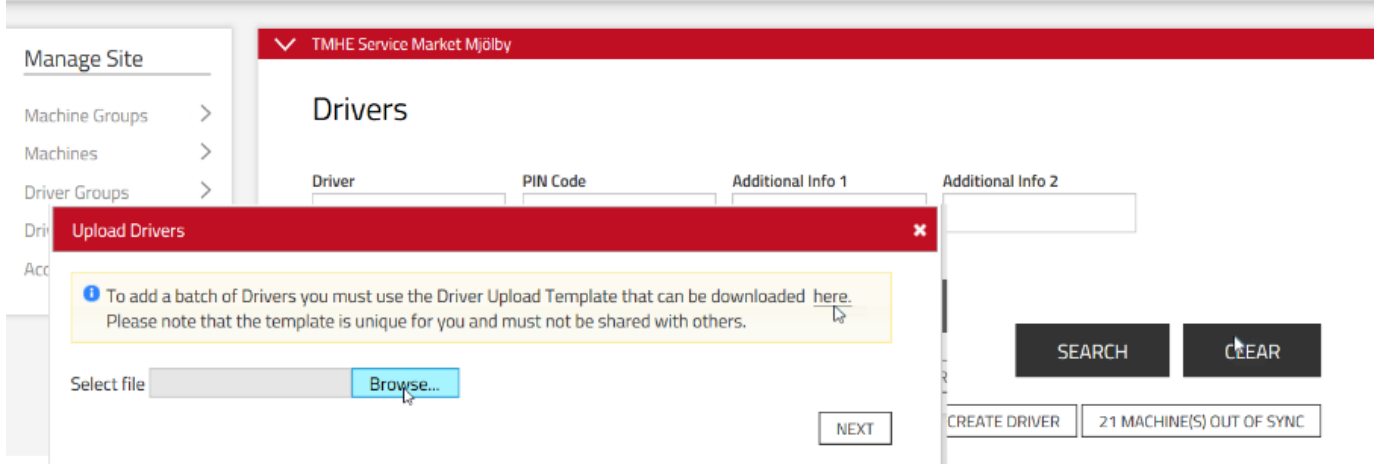 Manage Site
Machine Groups
Machines
Driver Groups
TMHE Service Market Mjölby
Drivers
Driver
PIN Code
Additional Info 1
Additional Info 2
Upload Drivers
To add a batch of Drivers you must use the Driver Upload Template that can be downloaded here.
Please note that the template is unique for you and must not be shared with others.
Select file
Browse...
NEXT
SEARCH
CLEAR
CREATE DRIVER
21 MACHINE(S) OUT OF SYNC